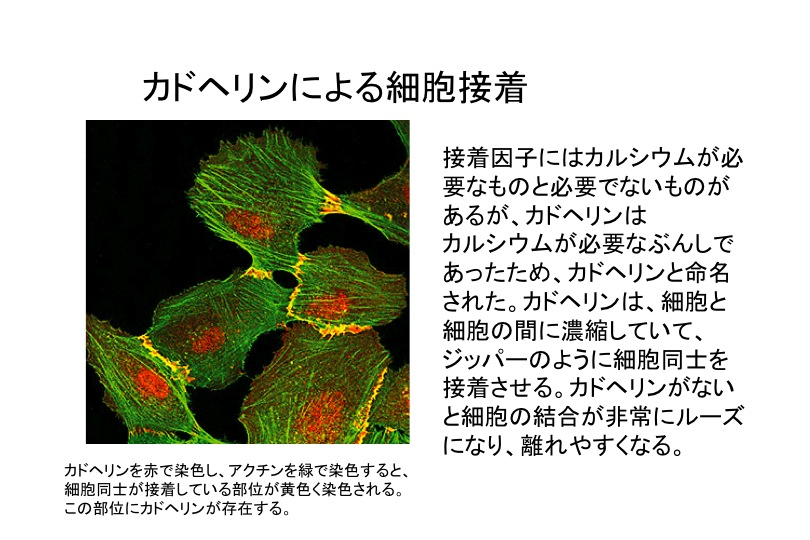 カドヘリンによる細胞接着
接着因子にはカルシウムが必
要なものと必要でないものが
あるが、カドヘリンは
カルシウムが必要なぶんしで
あったため、カドヘリンと命名
された。カドヘリンは、細胞と
細胞の間に濃縮していて、
ジッパーのように細胞同士を
接着させる。カドヘリンがない
と細胞の結合が非常にルーズ
になり、離れやすくなる。
カドヘリンを赤で染色し、アクチンを緑で染色すると、
細胞同士が接着している部位が黄色く染色される。
この部位にカドヘリンが存在する。